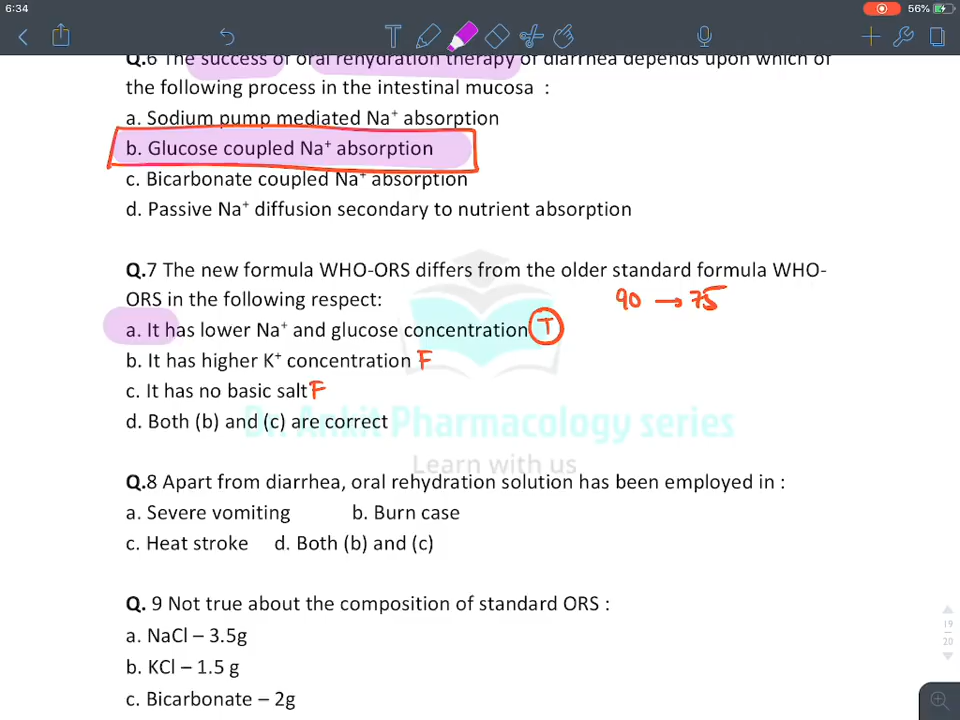 6:34
56%
Q.6 The success of oral rehydration therapy of diarrhea depends upon which of
the following process in the intestinal mucosa :
a. Sodium pump mediated Na⁺ absorption
b. Glucose coupled Na⁺ absorption
c. Bicarbonate coupled Na⁺ absorption
d. Passive Na⁺ diffusion secondary to nutrient absorption
Q.7 The new formula WHO-ORS differs from the older standard formula WHO-
ORS in the following respect:
90 → 75
a. It has lower Na⁺ and glucose concentration T
b. It has higher K⁺ concentration F
c. It has no basic salt F
d. Both (b) and (c) are correct
Dr. Ankit Pharmacology series
Learn with us
Q.8 Apart from diarrhea, oral rehydration solution has been employed in :
a. Severe vomiting b. Burn case
c. Heat stroke d. Both (b) and (c)
Q. 9 Not true about the composition of standard ORS :
a. NaCl – 3.5g
b. KCl – 1.5 g
c. Bicarbonate – 2g
19
20